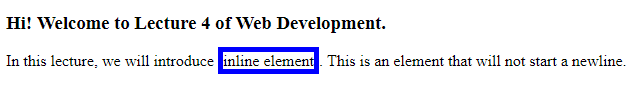 Hi! Welcome to Lecture 4 of Web Development.
In this lecture, we will introduce inline element. This is an element that will not start a newline.